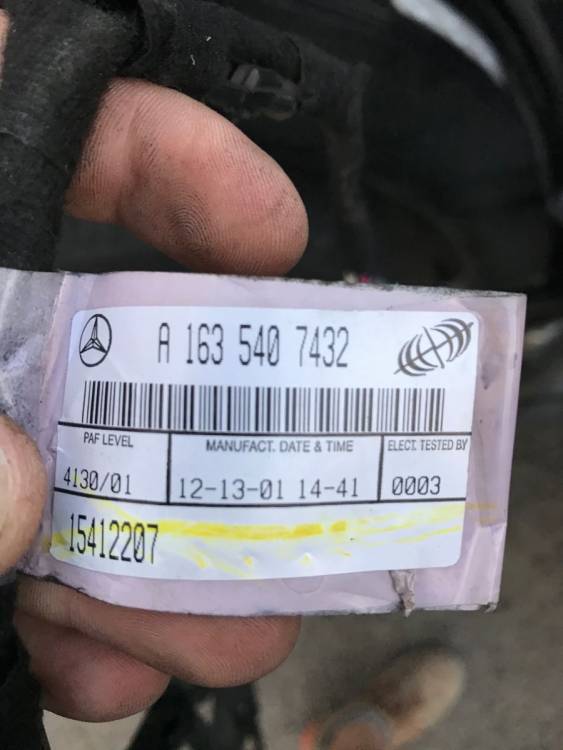 A 163 540 7432
PAF LEVEL MANUFACT. DATE & TIME ELECT. TESTED BY
4130/01 12-13-01 14-41 0003
15412207